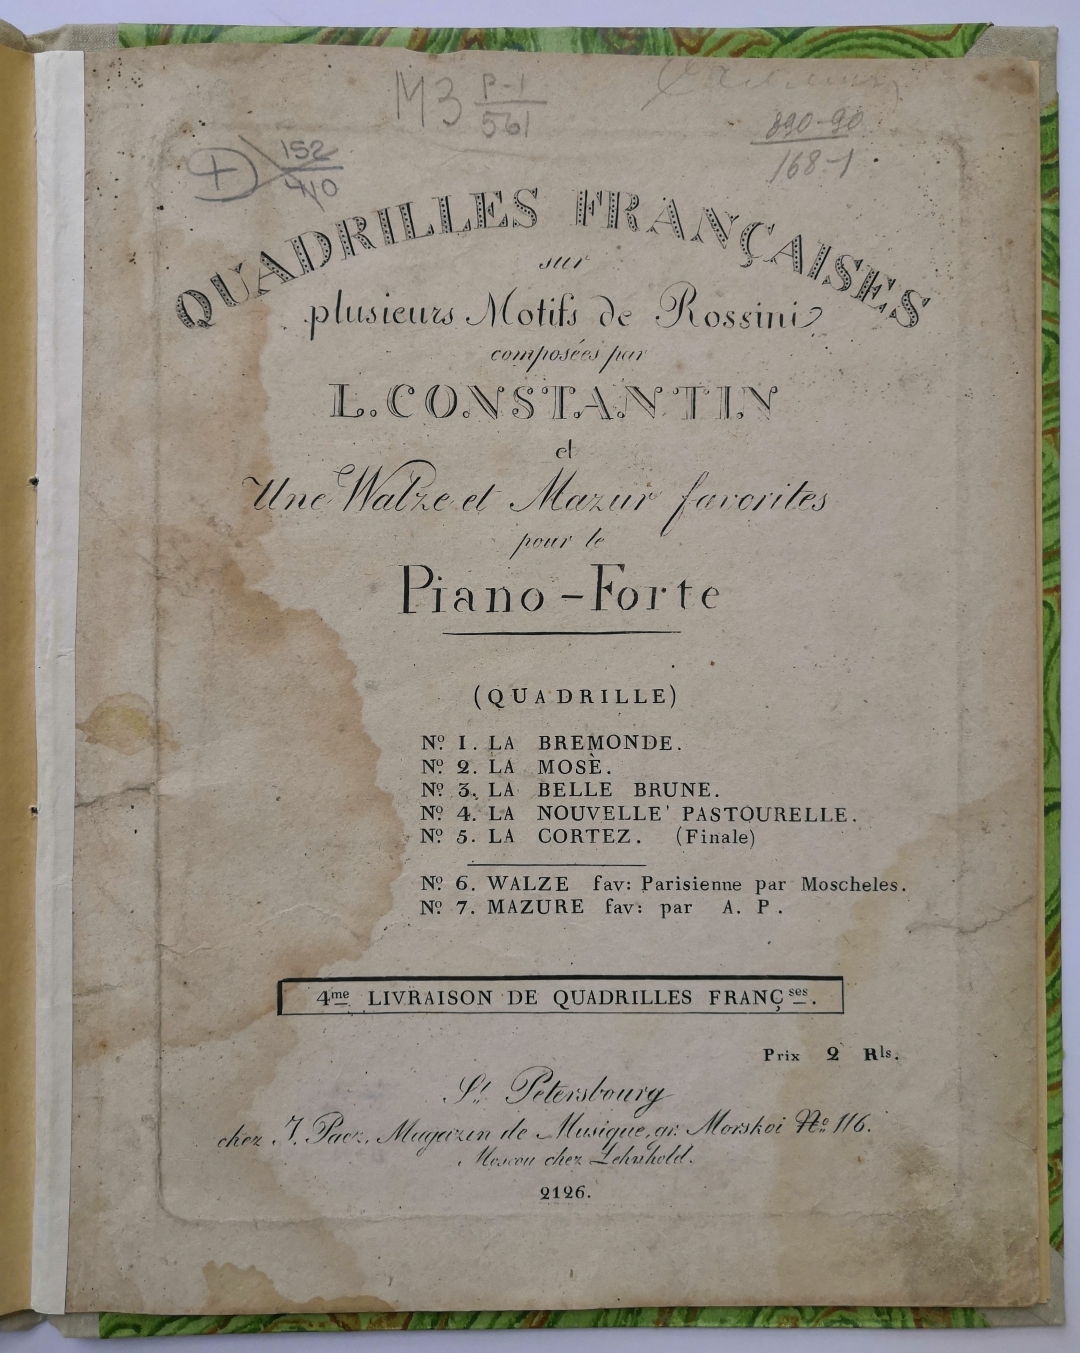 M3 P-1
561
890-90
168-1
+ 152
410
QUADRILLES FRANÇAISES
sur
plusieurs Motifs de Rossini
composées par
L. CONSTANTIN
et
Une Walze et Mazur favorites
pour le
Piano-Forte
(QUADRILLE)
Nº 1. LA BREMONDE.
Nº 2. LA MOSÈ.
Nº 3. LA BELLE BRUNE.
Nº 4. LA NOUVELLE' PASTOURELLE.
Nº 5. LA CORTEZ. (Finale)
Nº 6. WALZE fav: Parisienne par Moscheles.
Nº 7. MAZURE fav: par A. P.
4me LIVRAISON DE QUADRILLES FRANÇses.
Prix 2 Rls.
St. Petersbourg
chez J. Paez, Magazin de Musique, gr. Morskoi No 116.
Moscou chez Lehnhold.
2126.